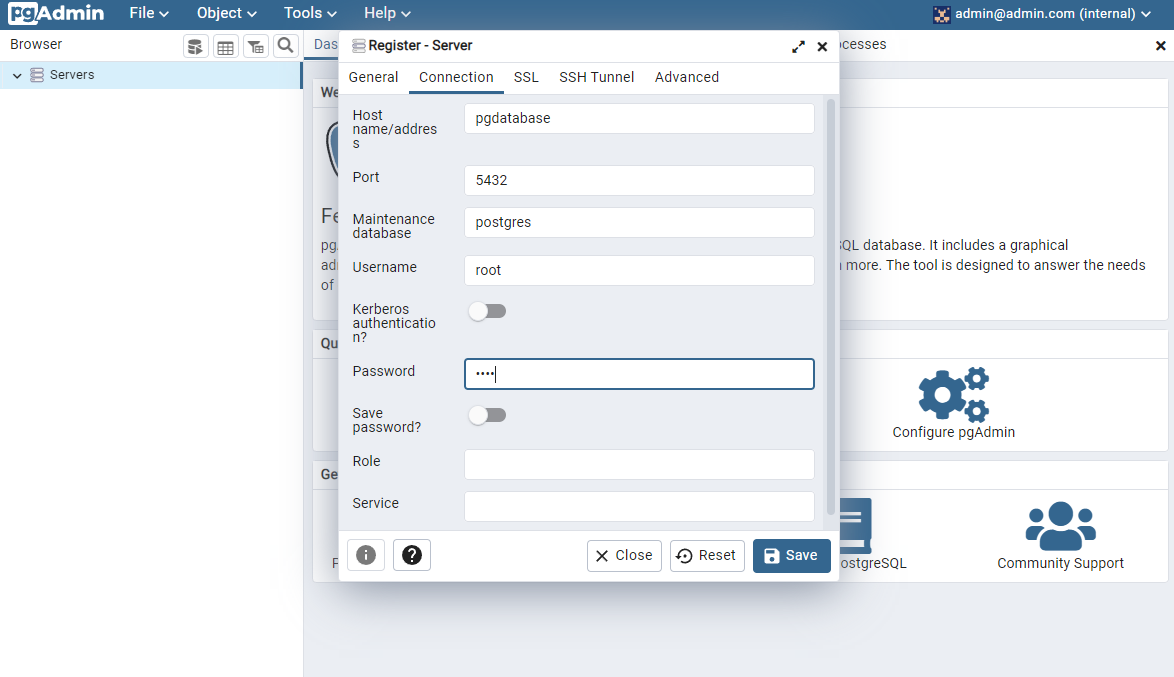 pgAdmin File Object Tools Help admin@admin.com (internal)
Browser
Das
ocesses
Servers
Register - Server
General Connection SSL SSH Tunnel Advanced
Host
name/addres
s
pgdatabase
Port
5432
Maintenance
database
postgres
Username
root
Kerberos
authenticatio
n?
Password
••••
Save
password?
Role
Service
i ? Close Reset Save
We
Fe
pg
SQL database. It includes a graphical
adr
more. The tool is designed to answer the needs
of
Qu
Configure pgAdmin
Ge
ostgreSQL
Community Support